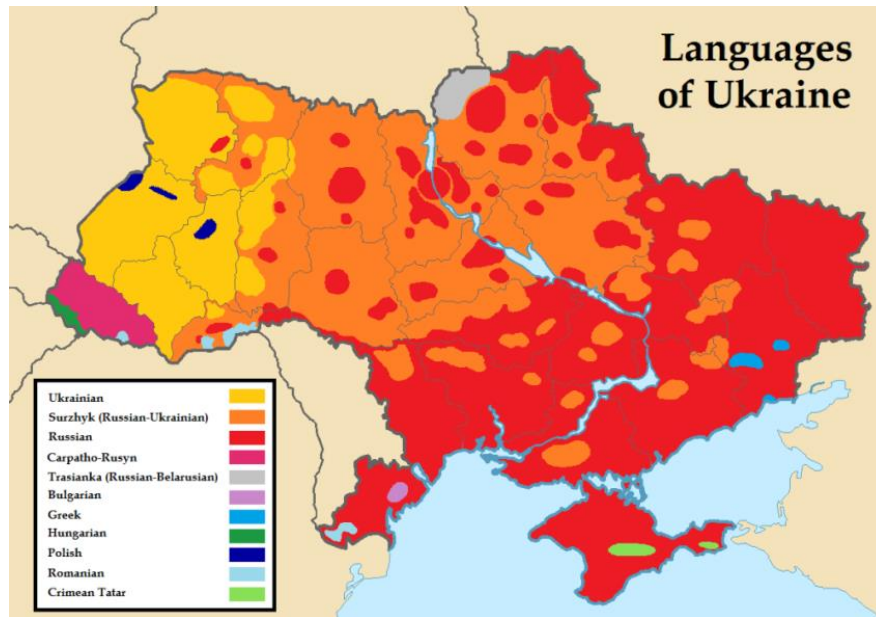 Languages
of Ukraine
Ukrainian
Surzhyk (Russian-Ukrainian)
Russian
Carpatho-Rusyn
Trasianka (Russian-Belarusian)
Bulgarian
Greek
Hungarian
Polish
Romanian
Crimean Tatar